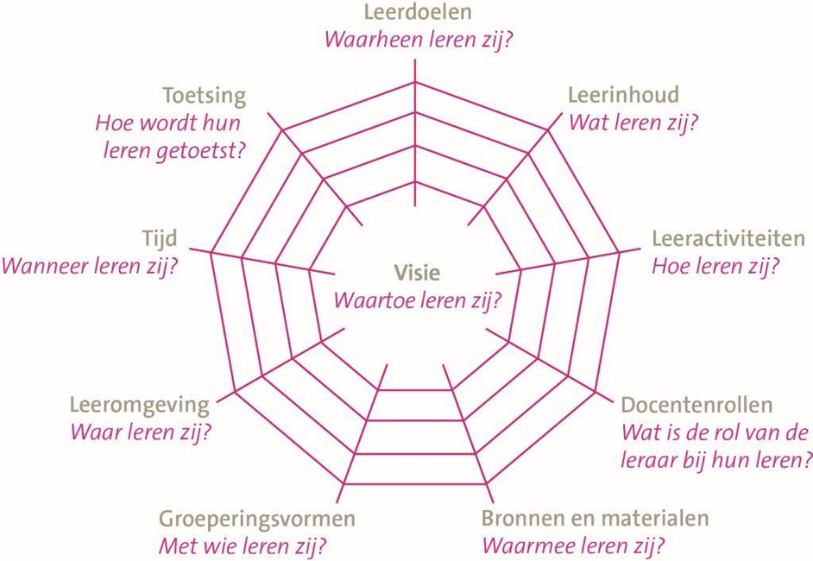 Leerdoelen
Waarheen leren zij?
Leerinhoud
Wat leren zij?
Leeractiviteiten
Hoe leren zij?
Docentenrollen
Wat is de rol van de
leraar bij hun leren?
Bronnen en materialen
Waarmee leren zij?
Groeperingsvormen
Met wie leren zij?
Leeromgeving
Waar leren zij?
Tijd
Wanneer leren zij?
Toetsing
Hoe wordt hun
leren getoetst?
Visie
Waartoe leren zij?